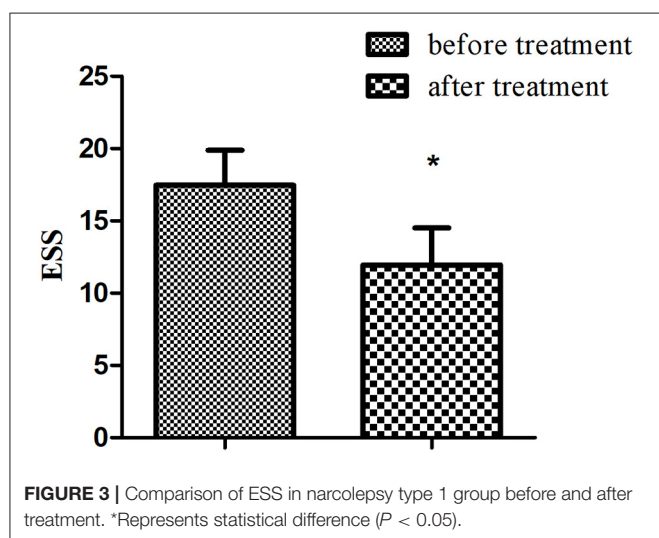 before treatment
after treatment
25
20
15
10
5
0
ESS
*
FIGURE 3 | Comparison of ESS in narcolepsy type 1 group before and after
treatment. *Represents statistical difference (P < 0.05).